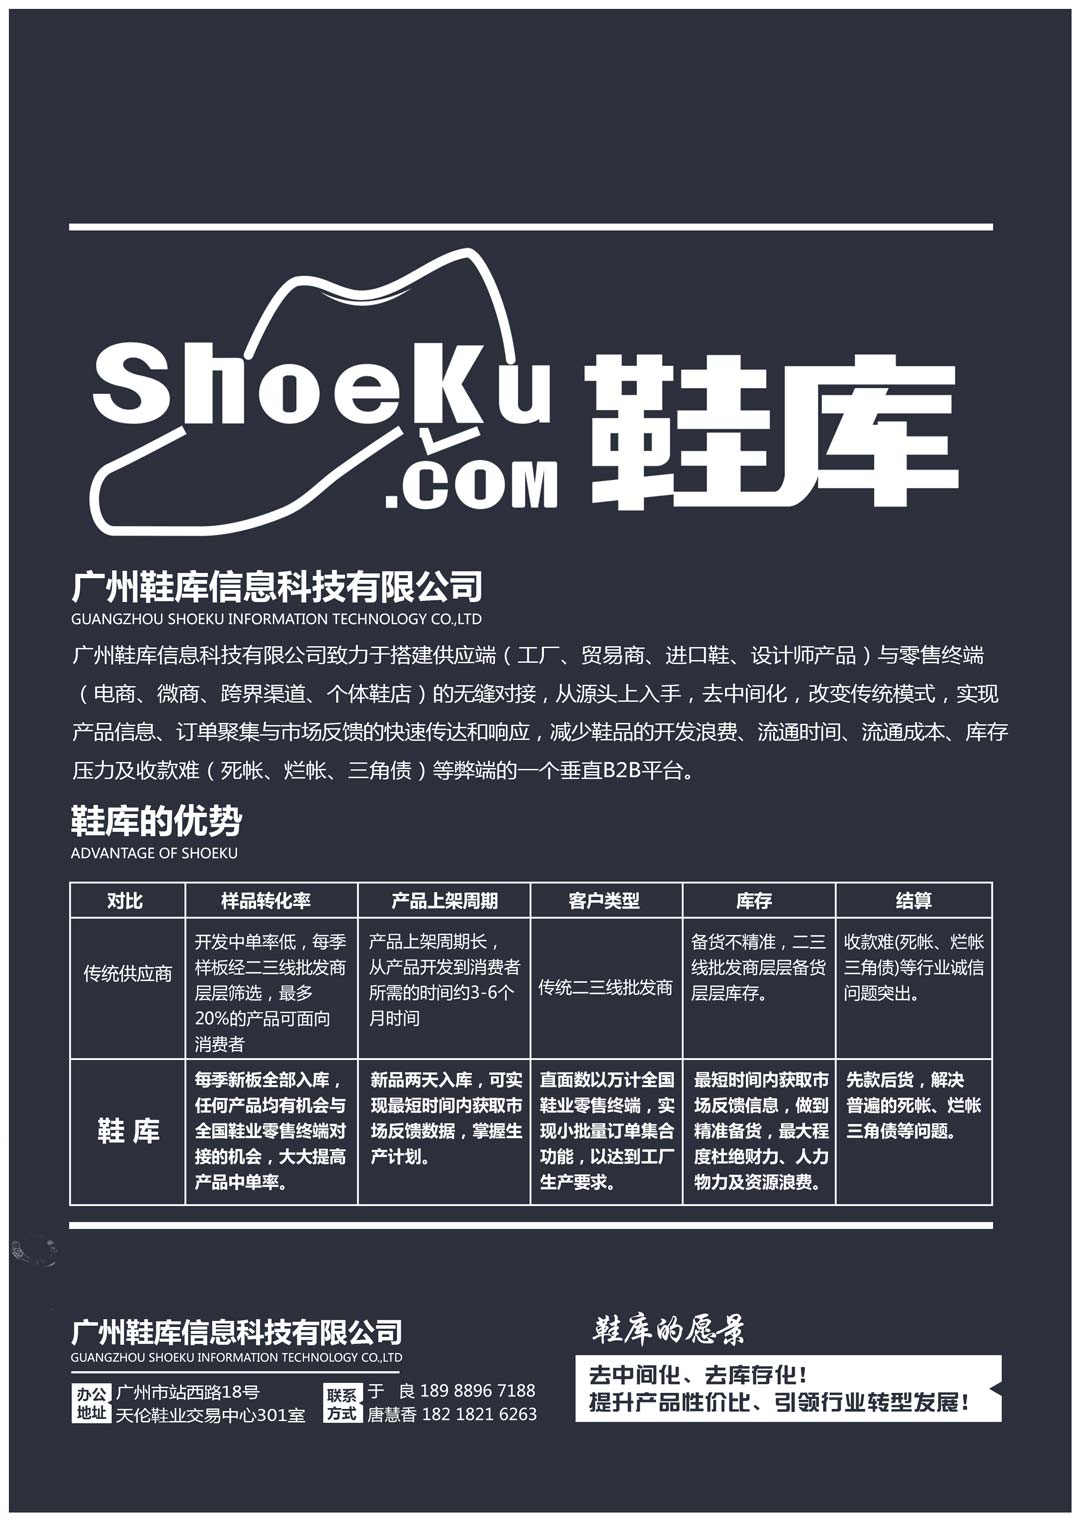 ShoeKu
.COM
鞋库
广州鞋库信息科技有限公司
GUANGZHOU SHOEKU INFORMATION TECHNOLOGY CO.,LTD
广州鞋库信息科技有限公司致力于搭建供应端（工厂、贸易商、进口鞋、设计师产品）与零售终端
（电商、微商、跨界渠道、个体鞋店）的无缝对接，从源头上入手，去中间化，改变传统模式，实现
产品信息、订单聚集与市场反馈的快速传达和响应，减少鞋品的开发浪费、流通时间、流通成本、库存
压力及收款难（死帐、烂帐、三角债）等弊端的一个垂直B2B平台。
鞋库的优势
ADVANTAGE OF SHOEKU
对比
样品转化率
产品上架周期
客户类型
库存
结算
传统供应商
开发中单率低，每季
样板经二三线批发商
层层筛选，最多
20%的产品可面向
消费者
产品上架周期长，
从产品开发到消费者
所需的时间约3-6个
月时间
传统二三线批发商
备货不精准，二三
线批发商层层备货
层层库存。
收款难(死帐、烂帐
三角债)等行业诚信
问题突出。
鞋 库
每季新板全部入库，
任何产品均有机会与
全国鞋业零售终端对
接的机会，大大提高
产品中单率。
新品两天入库，可实
现最短时间内获取市
场反馈数据，掌握生
产计划。
直面数以万计全国
鞋业零售终端，实
现小批量订单集合
功能，以达到工厂
生产要求。
最短时间内获取市
场反馈信息，做到
精准备货，最大程
度杜绝财力、人力
物力及资源浪费。
先款后货，解决
普遍的死帐、烂帐
三角债等问题。
广州鞋库信息科技有限公司
GUANGZHOU SHOEKU INFORMATION TECHNOLOGY CO.,LTD
办公
地址
广州市站西路18号
天伦鞋业交易中心301室
联系
方式
于 良 189 8896 7188
唐慧香 182 1821 6263
鞋库的愿景
去中间化、去库存化！
提升产品性价比、引领行业转型发展！